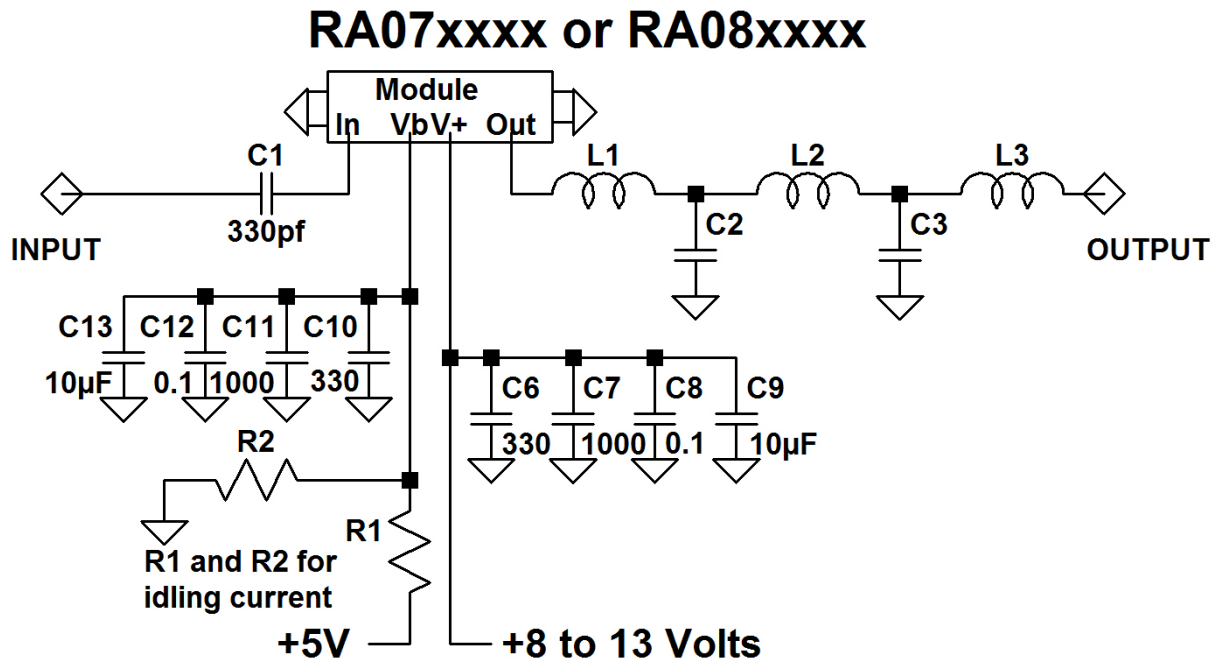 RA07xxxx or RA08xxxx
Module
In Vb V+ Out
C1
330pf
INPUT
L1
L2
L3
C2
C3
OUTPUT
C13 C12 C11 C10
10µF 0.1 1000 330
C6 C7 C8 C9
330 1000 0.1 10µF
R2
R1
R1 and R2 for
idling current
+5V
+8 to 13 Volts